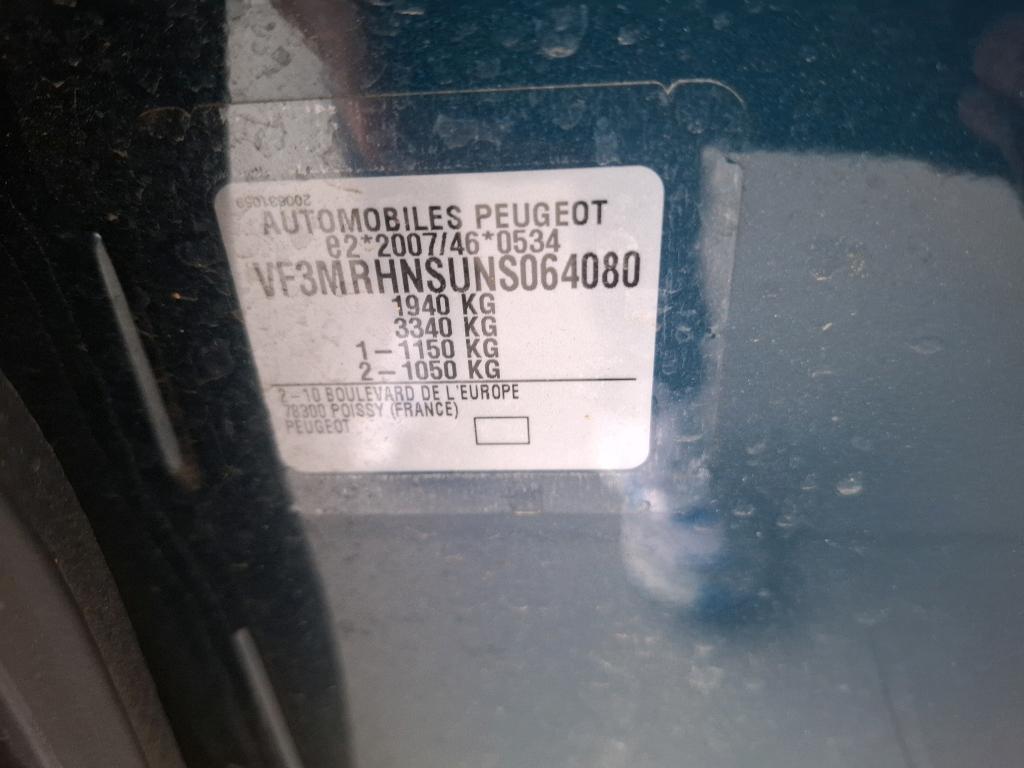 AUTOMOBILES PEUGEOT
e2*2007/46*0534
VF3MRHNSUNS064080
1940 KG
3340 KG
1-1150 KG
2-1050 KG
2-10 BOULEVARD DE L'EUROPE
78300 POISSY (FRANCE)
PEUGEOT